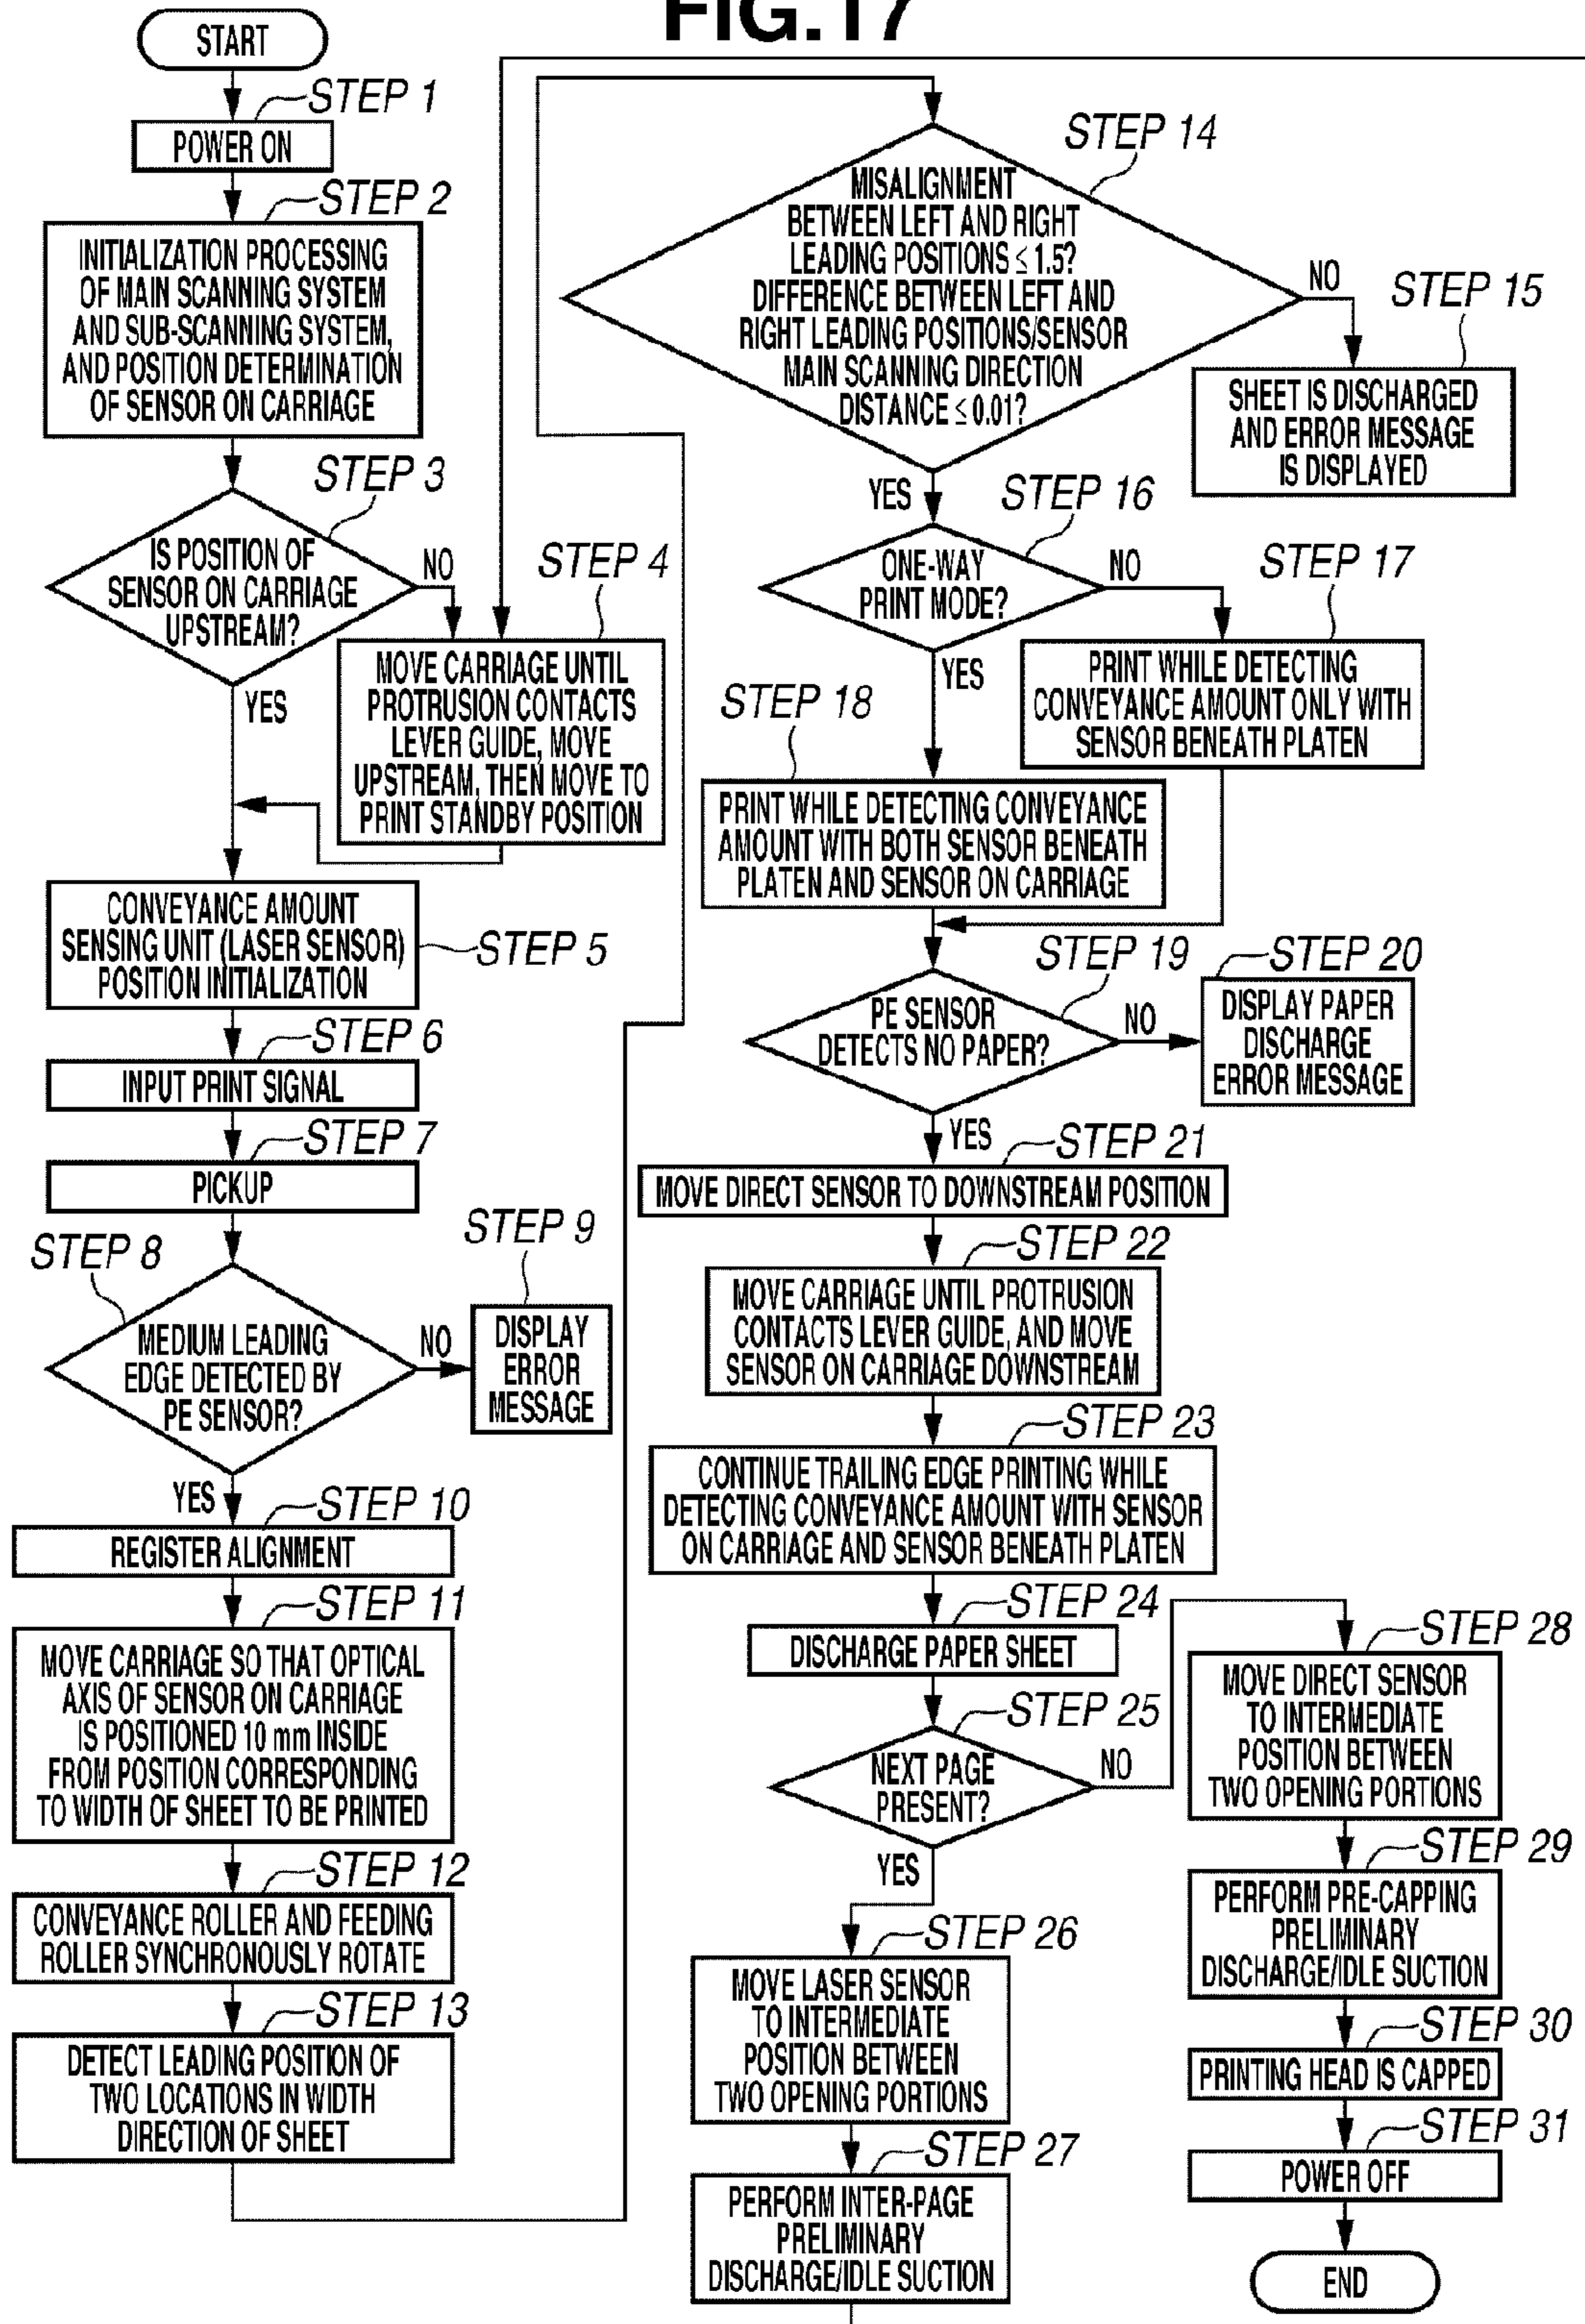 FIG.17
START
STEP 1
POWER ON
STEP 2
INITIALIZATION PROCESSING
OF MAIN SCANNING SYSTEM
AND SUB-SCANNING SYSTEM,
AND POSITION DETERMINATION
OF SENSOR ON CARRIAGE
STEP 3
IS POSITION OF
SENSOR ON CARRIAGE
UPSTREAM?
NO
YES
STEP 4
MOVE CARRIAGE UNTIL
PROTRUSION CONTACTS
LEVER GUIDE, MOVE
UPSTREAM, THEN MOVE TO
PRINT STANDBY POSITION
CONVEYANCE AMOUNT
SENSING UNIT (LASER SENSOR)
POSITION INITIALIZATION
STEP 5
STEP 6
INPUT PRINT SIGNAL
STEP 7
PICKUP
STEP 8
MEDIUM LEADING
EDGE DETECTED BY
PE SENSOR?
NO
STEP 9
DISPLAY
ERROR
MESSAGE
YES
STEP 10
REGISTER ALIGNMENT
STEP 11
MOVE CARRIAGE SO THAT OPTICAL
AXIS OF SENSOR ON CARRIAGE
IS POSITIONED 10 mm INSIDE
FROM POSITION CORRESPONDING
TO WIDTH OF SHEET TO BE PRINTED
STEP 12
CONVEYANCE ROLLER AND FEEDING
ROLLER SYNCHRONOUSLY ROTATE
STEP 13
DETECT LEADING POSITION OF
TWO LOCATIONS IN WIDTH
DIRECTION OF SHEET
STEP 14
MISALIGNMENT
BETWEEN LEFT AND RIGHT
LEADING POSITIONS ≤ 1.5?
DIFFERENCE BETWEEN LEFT AND
RIGHT LEADING POSITIONS/SENSOR
MAIN SCANNING DIRECTION
DISTANCE ≤ 0.01?
NO
STEP 15
SHEET IS DISCHARGED
AND ERROR MESSAGE
IS DISPLAYED
YES
STEP 16
ONE-WAY
PRINT MODE?
NO
STEP 17
PRINT WHILE DETECTING
CONVEYANCE AMOUNT ONLY WITH
SENSOR BENEATH PLATEN
YES
STEP 18
PRINT WHILE DETECTING CONVEYANCE
AMOUNT WITH BOTH SENSOR BENEATH
PLATEN AND SENSOR ON CARRIAGE
STEP 19
PE SENSOR
DETECTS NO PAPER?
NO
STEP 20
DISPLAY PAPER
DISCHARGE
ERROR MESSAGE
YES
STEP 21
MOVE DIRECT SENSOR TO DOWNSTREAM POSITION
STEP 22
MOVE CARRIAGE UNTIL PROTRUSION
CONTACTS LEVER GUIDE, AND MOVE
SENSOR ON CARRIAGE DOWNSTREAM
STEP 23
CONTINUE TRAILING EDGE PRINTING WHILE
DETECTING CONVEYANCE AMOUNT WITH SENSOR
ON CARRIAGE AND SENSOR BENEATH PLATEN
STEP 24
DISCHARGE PAPER SHEET
STEP 25
NEXT PAGE
PRESENT?
NO
YES
STEP 26
MOVE LASER SENSOR
TO INTERMEDIATE
POSITION BETWEEN
TWO OPENING PORTIONS
STEP 27
PERFORM INTER-PAGE
PRELIMINARY
DISCHARGE/IDLE SUCTION
STEP 28
MOVE DIRECT SENSOR
TO INTERMEDIATE
POSITION BETWEEN
TWO OPENING PORTIONS
STEP 29
PERFORM PRE-CAPPING
PRELIMINARY
DISCHARGE/IDLE SUCTION
STEP 30
PRINTING HEAD IS CAPPED
STEP 31
POWER OFF
END